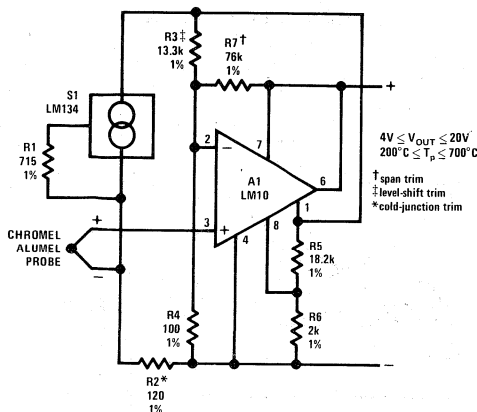 R3‡
13.3k
1%
R7†
76k
1%
+
S1
LM134
R1
715
1%
2
−
7
A1
LM10
6
1
8
3
+
4
4V ≤ VOUT ≤ 20V
200°C ≤ Tp ≤ 700°C
†span trim
‡level-shift trim
*cold-junction trim
+
CHROMEL
ALUMEL
PROBE
−
R5
18.2k
1%
R4
100
1%
R6
2k
1%
R2*
120
1%
−